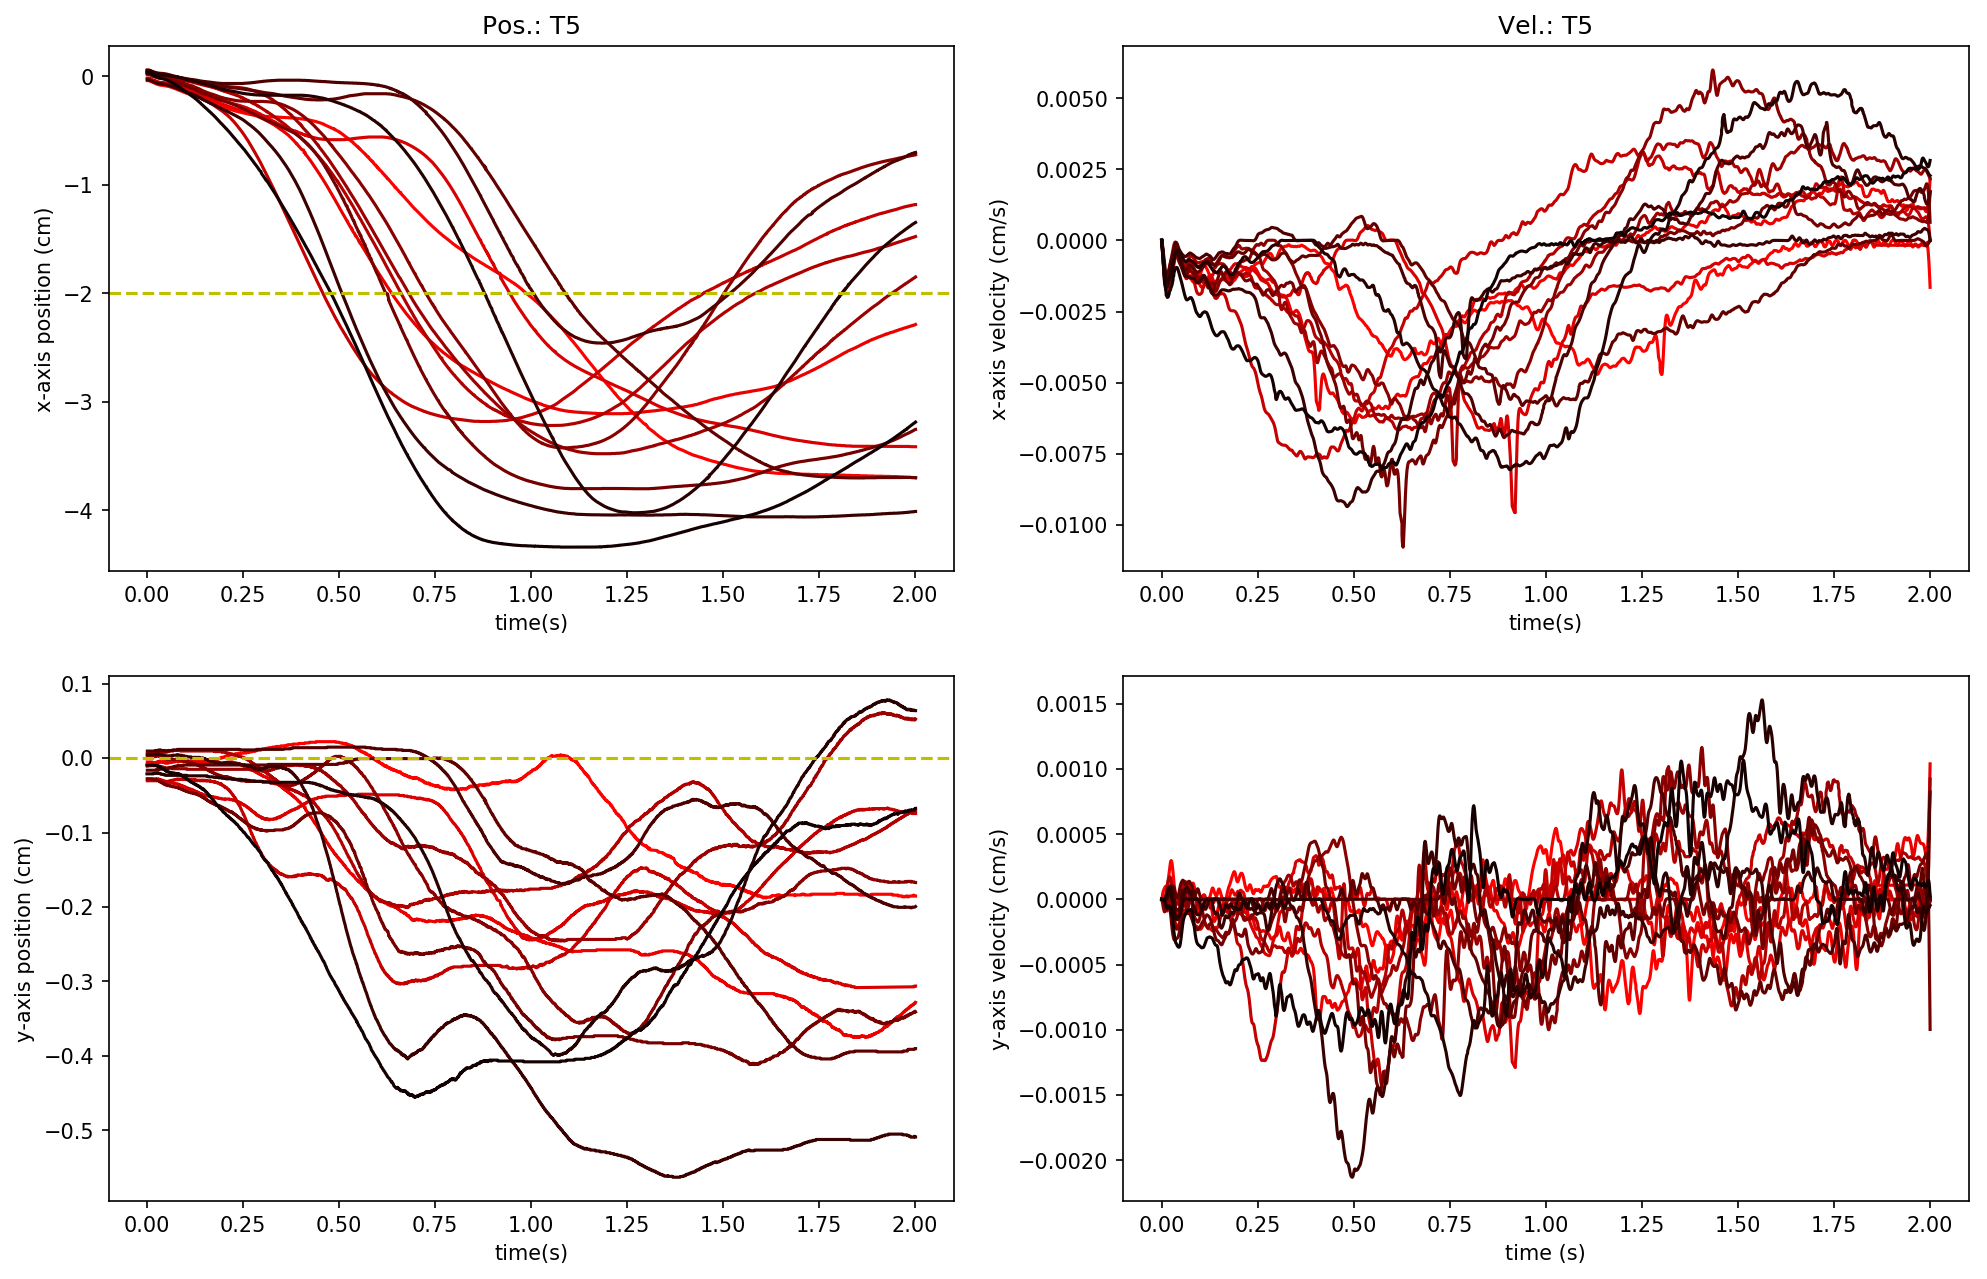 Pos.: T5
x-axis position (cm)
0
−1
−2
−3
−4
0.00 0.25 0.50 0.75 1.00 1.25 1.50 1.75 2.00
time(s)
Vel.: T5
x-axis velocity (cm/s)
0.0050
0.0025
0.0000
−0.0025
−0.0050
−0.0075
−0.0100
0.00 0.25 0.50 0.75 1.00 1.25 1.50 1.75 2.00
time(s)
y-axis position (cm)
0.1
0.0
−0.1
−0.2
−0.3
−0.4
−0.5
0.00 0.25 0.50 0.75 1.00 1.25 1.50 1.75 2.00
time(s)
y-axis velocity (cm/s)
0.0015
0.0010
0.0005
0.0000
−0.0005
−0.0010
−0.0015
−0.0020
0.00 0.25 0.50 0.75 1.00 1.25 1.50 1.75 2.00
time (s)